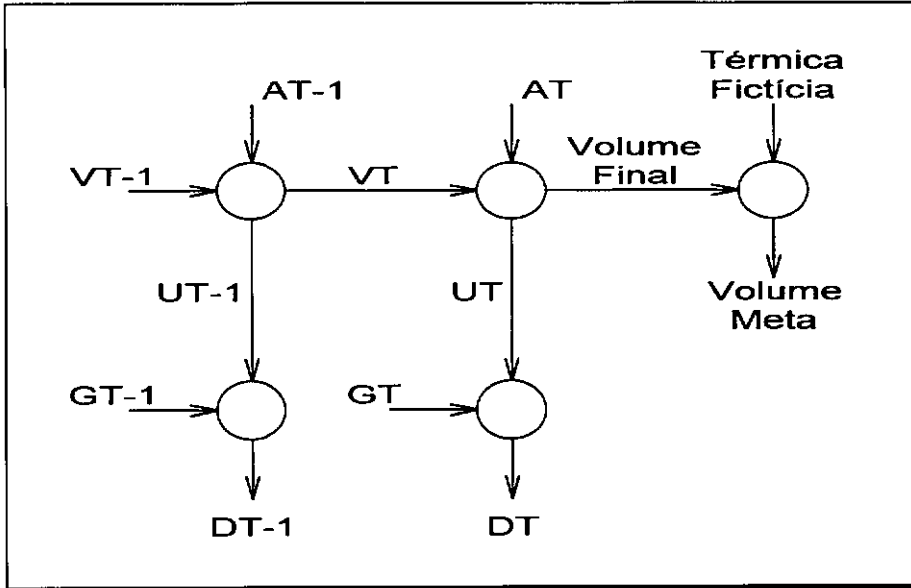 AT-1
AT
Térmica
Fictícia
VT-1
VT
Volume
Final
UT-1
UT
Volume
Meta
GT-1
GT
DT-1
DT